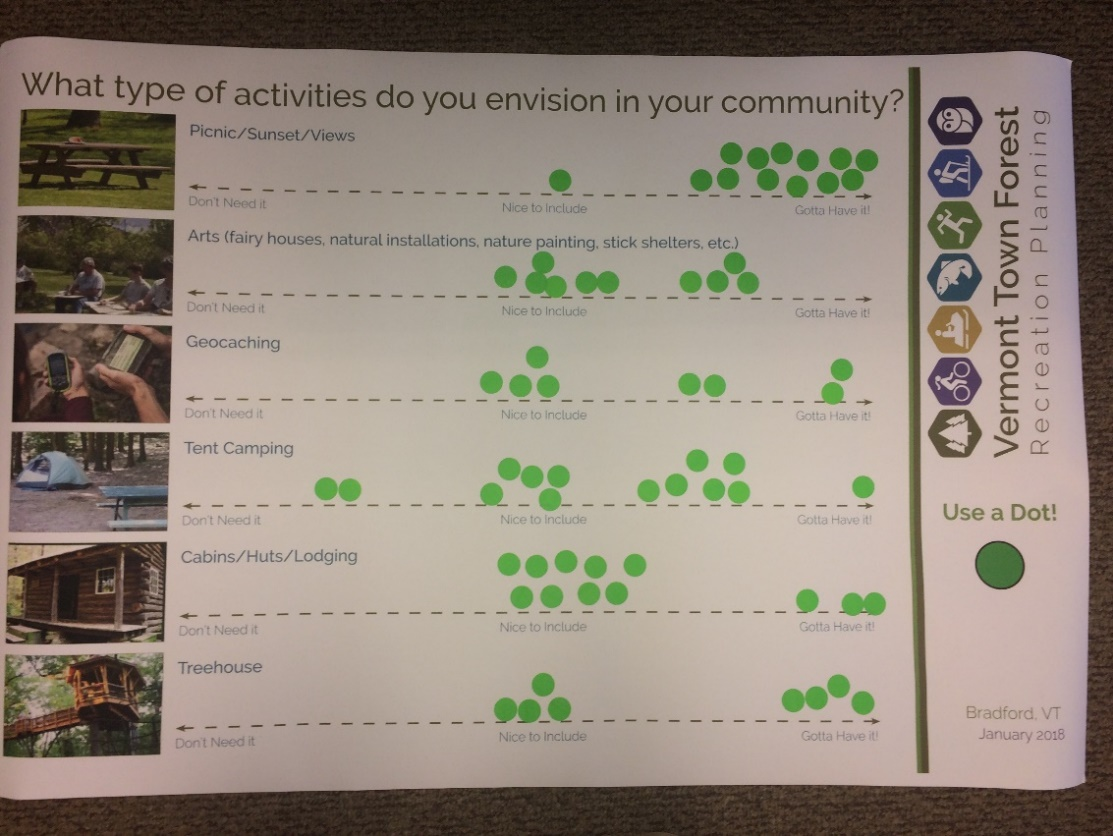 What type of activities do you envision in your community?
Picnic/Sunset/Views
Don't Need it Nice to Include Gotta Have it!
Arts (fairy houses, natural installations, nature painting, stick shelters, etc.)
Don't Need it Nice to Include Gotta Have it!
Geocaching
Don't Need it Nice to Include Gotta Have it!
Tent Camping
Don't Need it Nice to Include Gotta Have it!
Cabins/Huts/Lodging
Don't Need it Nice to Include Gotta Have it!
Treehouse
Don't Need it Nice to Include Gotta Have it!
Vermont Town Forest
Recreation Planning
Use a Dot!
Bradford, VT
January 2018